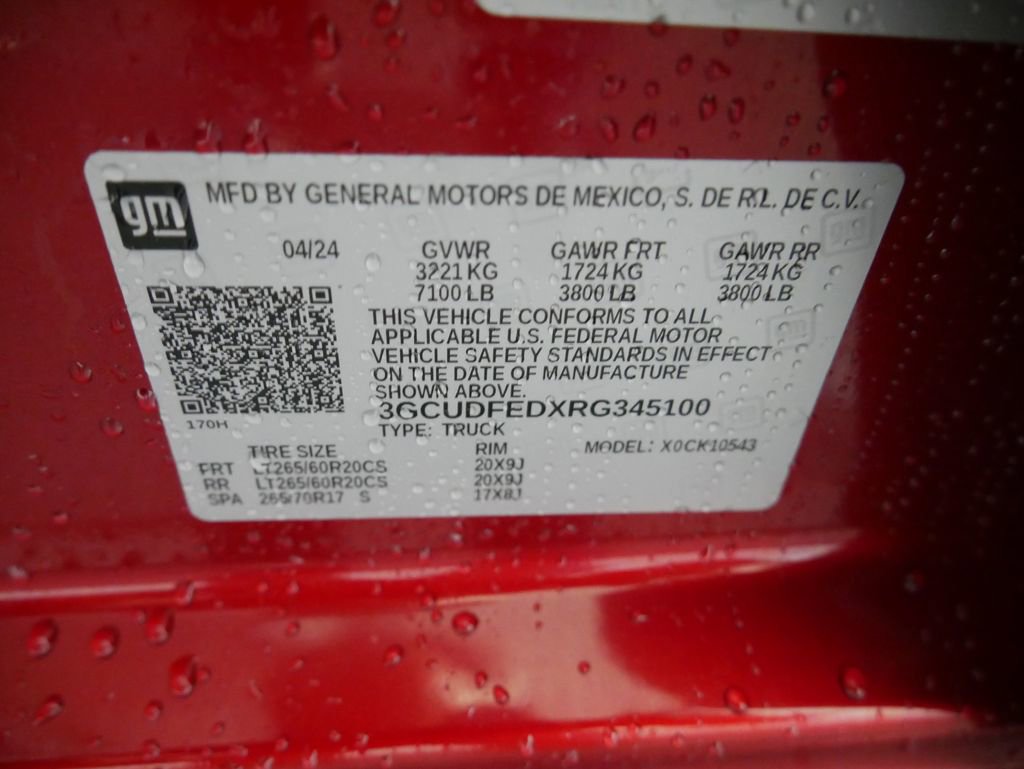 gm
MFD BY GENERAL MOTORS DE MEXICO, S. DE R.L. DE C.V.
04/24 GVWR GAWR FRT GAWR RR
3221 KG 1724 KG 1724 KG
7100 LB 3800 LB 3800 LB
THIS VEHICLE CONFORMS TO ALL
APPLICABLE U.S. FEDERAL MOTOR
VEHICLE SAFETY STANDARDS IN EFFECT
ON THE DATE OF MANUFACTURE
SHOWN ABOVE.
3GCUDFEDXRG345100
170H
TYPE: TRUCK
TIRE SIZE RIM MODEL: X0CK10543
FRT LT265/60R20CS 20X9J
RR LT265/60R20CS 20X9J
SPA 265/70R17 S 17X8J